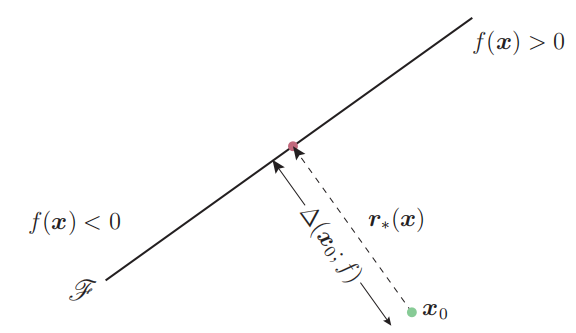 f(x) > 0
f(x) < 0
Δ(x₀; f)
r*(x)
ℱ
x₀